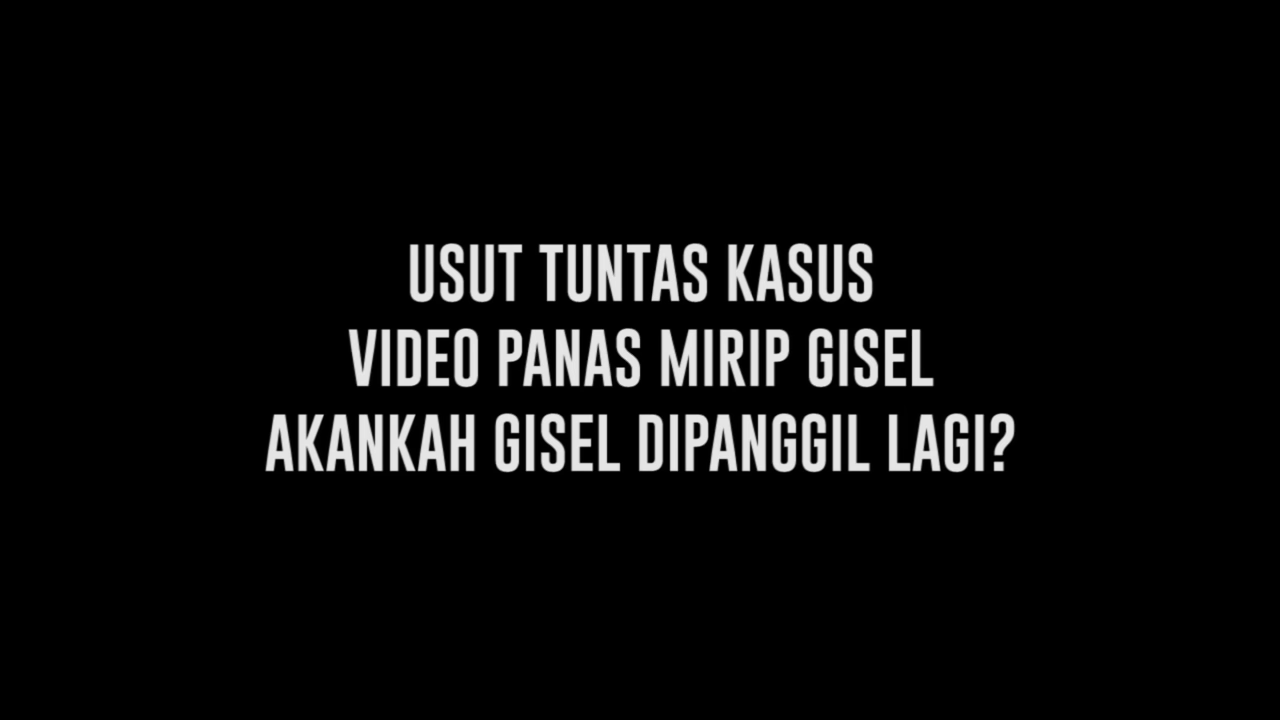 USUT TUNTAS KASUS
VIDEO PANAS MIRIP GISEL
AKANKAH GISEL DIPANGGIL LAGI?